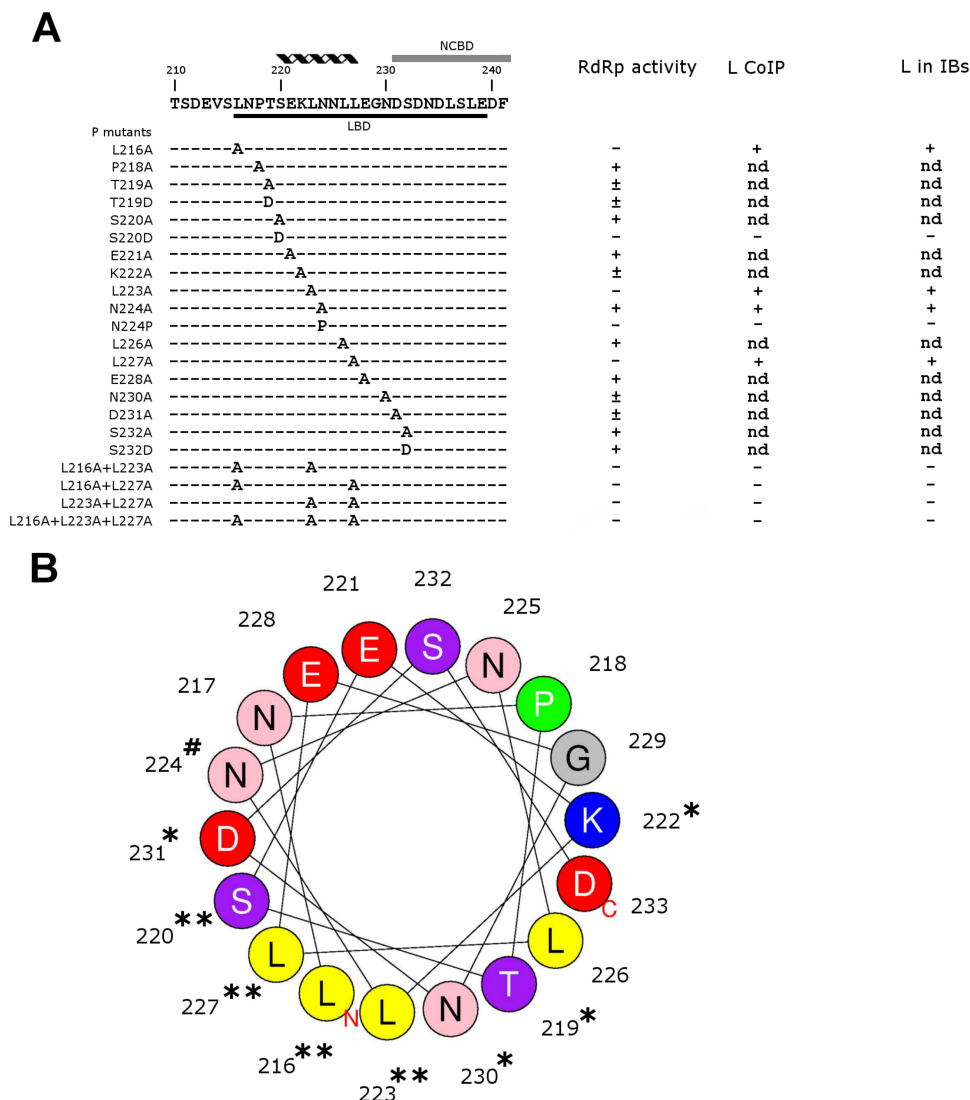 A
NCBD
RdRp activity L CoIP L in IBs
210 220 230 240
TSDEVSLNPTSEKLNNLLEGNDSDNDLSLEDF
LBD
P mutants
L216A ------A------------------------- – + +
P218A --------A----------------------- + nd nd
T219A ---------A---------------------- ± nd nd
T219D ---------D---------------------- ± nd nd
S220A ----------A--------------------- + nd nd
S220D ----------D--------------------- – – –
E221A -----------A-------------------- + nd nd
K222A ------------A------------------- ± nd nd
L223A -------------A------------------ – + +
N224A --------------A----------------- + + +
N224P --------------P----------------- – – –
L226A ----------------A--------------- + nd nd
L227A -----------------A-------------- – + +
E228A ------------------A------------- + nd nd
N230A --------------------A----------- ± nd nd
D231A ---------------------A---------- ± nd nd
S232A ----------------------A--------- + nd nd
S232D ----------------------D--------- + nd nd
L216A+L223A ------A------A------------------ – – –
L216A+L227A ------A----------A-------------- – – –
L223A+L227A -------------A---A-------------- – – –
L216A+L223A+L227A ------A------A---A-------------- – – –
B
221 232
228 225
E E S N
217 218
N P
224# G 229
N
K 222*
231* D
D C 233
220** S
L 226
227** L
T 219*
216** L N
223** L
230* N